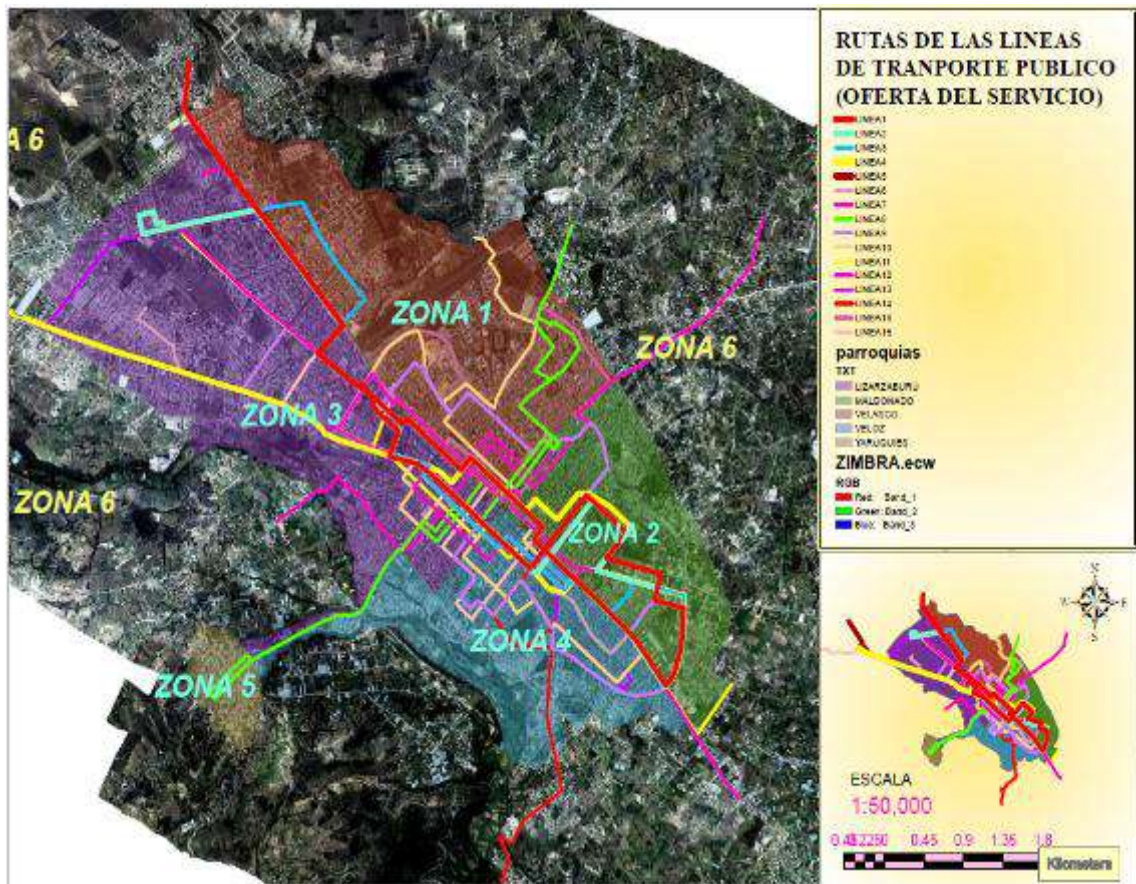 A 6
ZONA 1
ZONA 6
ZONA 3
ZONA 6
ZONA 2
ZONA 4
ZONA 5
RUTAS DE LAS LINEAS
DE TRANPORTE PUBLICO
(OFERTA DEL SERVICIO)
LINEA1
LINEA2
LINEA3
LINEA4
LINEA5
LINEA6
LINEA7
LINEA8
LINEA9
LINEA10
LINEA11
LINEA12
LINEA13
LINEA14
LINEA15
parroquias
TXT
LIZARZABURU
MALDONADO
VELASCO
VELOZ
YARUQUIES
ZIMBRA.ecw
RGB
Red: Band_1
Green: Band_2
Blue: Band_3
N
W E
S
ESCALA
1:50,000
0.45 0.9 1.35 1.8
Kilometers